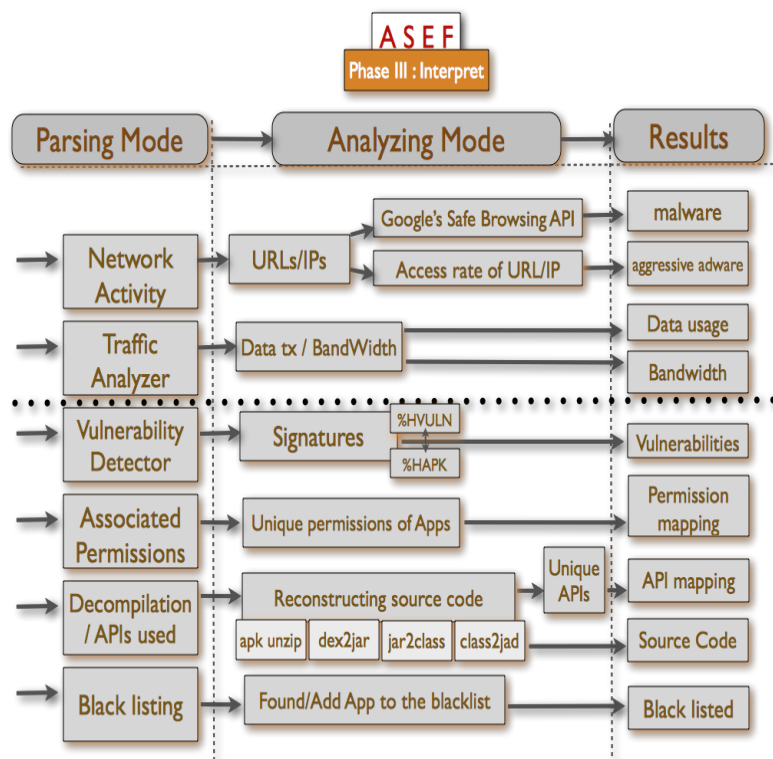 A S E F
Phase III : Interpret
Parsing Mode
Analyzing Mode
Results
Network
Activity
URLs/IPs
Google's Safe Browsing API
malware
Access rate of URL/IP
aggressive adware
Traffic
Analyzer
Data tx / BandWidth
Data usage
Bandwidth
Vulnerability
Detector
Signatures
%HVULN
%HAPK
Vulnerabilities
Associated
Permissions
Unique permissions of Apps
Permission
mapping
Decompilation
/ APIs used
Reconstructing source code
Unique
APIs
API mapping
apk unzip
dex2jar
jar2class
class2jad
Source Code
Black listing
Found/Add App to the blacklist
Black listed